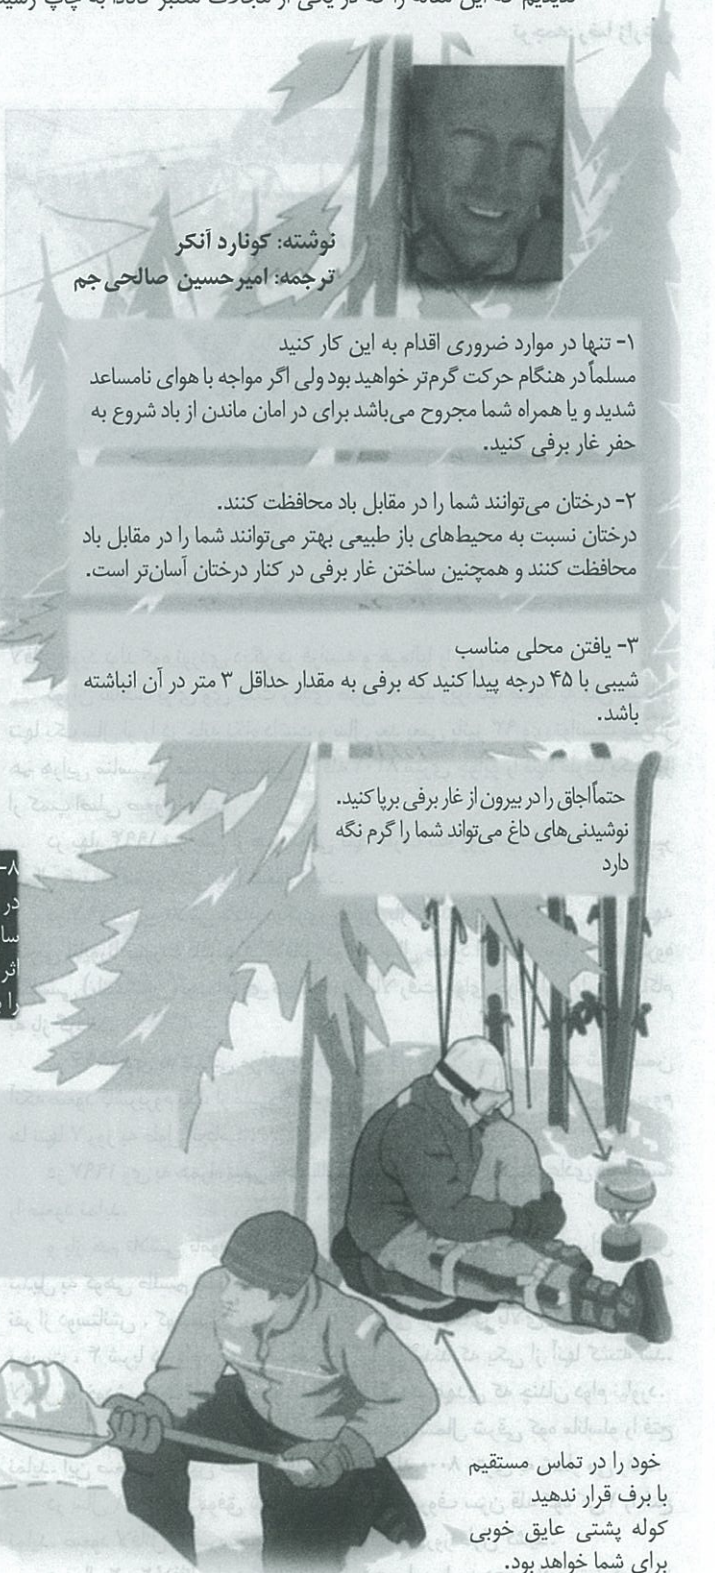 نوشته: کونارد آنکر
ترجمه: امیرحسین صالحی‌جم
۱- تنها در موارد ضروری اقدام به این کار کنید
مسلماً در هنگام حرکت گرم‌تر خواهید بود ولی اگر مواجه با هوای نامساعد
شدید و یا همراه شما مجروح می‌باشد برای در امان ماندن از باد شروع به
حفر غار برفی کنید.
۲- درختان می‌توانند شما را در مقابل باد محافظت کنند.
درختان نسبت به محیط‌های باز طبیعی بهتر می‌توانند شما را در مقابل باد
محافظت کنند و همچنین ساختن غار برفی در کنار درختان آسان‌تر است.
۳- یافتن محلی مناسب
شیبی با ۴۵ درجه پیدا کنید که برفی به مقدار حداقل ۳ متر در آن انباشته
باشد.
حتماً اجاق را در بیرون از غار برفی برپا کنید.
نوشیدنی‌های داغ می‌تواند شما را گرم نگه
دارد
۸-
در
اثر
را
خود را در تماس مستقیم
با برف قرار ندهید
کوله پشتی عایق خوبی
برای شما خواهد بود.